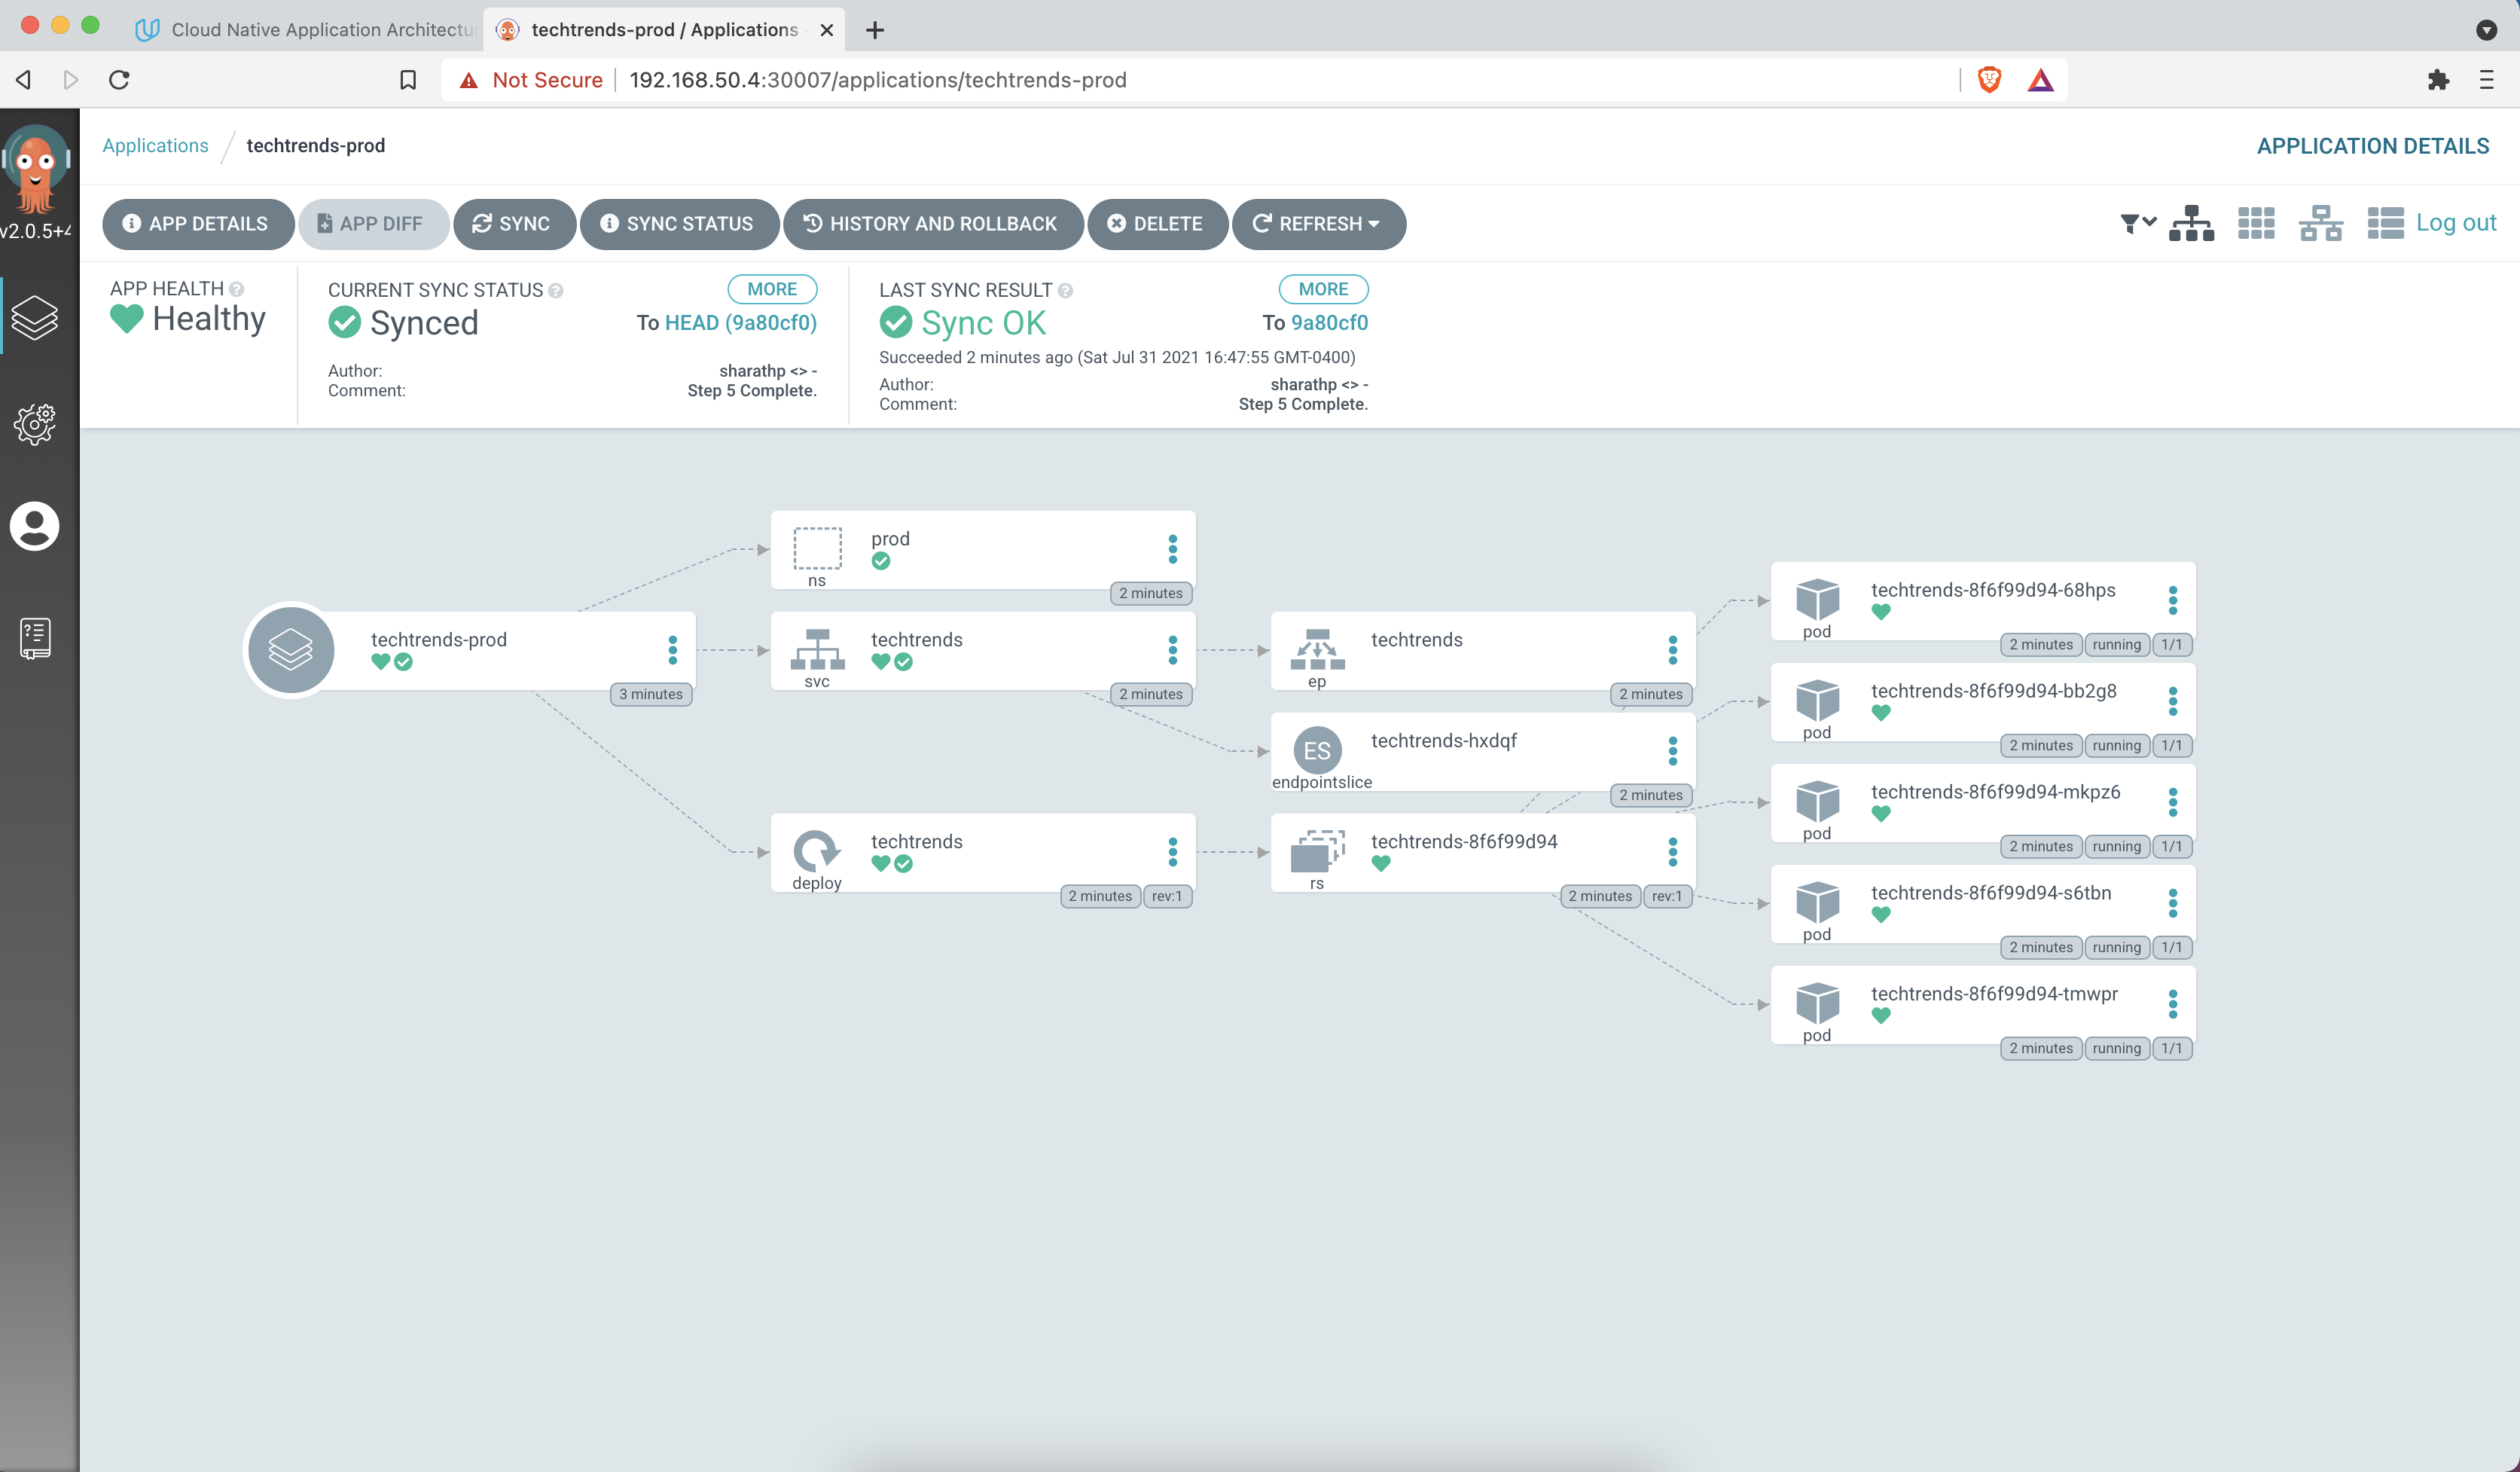 Cloud Native Application Architectu
techtrends-prod / Applications
Not Secure
192.168.50.4:30007/applications/techtrends-prod
v2.0.5+4
Applications
techtrends-prod
APPLICATION DETAILS
APP DETAILS
APP DIFF
SYNC
SYNC STATUS
HISTORY AND ROLLBACK
DELETE
REFRESH
Log out
APP HEALTH
Healthy
CURRENT SYNC STATUS
MORE
Synced
To HEAD (9a80cf0)
Author:
sharathp <> -
Comment:
Step 5 Complete.
LAST SYNC RESULT
MORE
Sync OK
To 9a80cf0
Succeeded 2 minutes ago (Sat Jul 31 2021 16:47:55 GMT-0400)
Author:
sharathp <> -
Comment:
Step 5 Complete.
techtrends-prod
3 minutes
prod
ns
2 minutes
techtrends
svc
2 minutes
techtrends
deploy
2 minutes
rev:1
techtrends
ep
2 minutes
ES
techtrends-hxdqf
endpointslice
2 minutes
techtrends-8f6f99d94
rs
2 minutes
rev:1
techtrends-8f6f99d94-68hps
pod
2 minutes
running
1/1
techtrends-8f6f99d94-bb2g8
pod
2 minutes
running
1/1
techtrends-8f6f99d94-mkpz6
pod
2 minutes
running
1/1
techtrends-8f6f99d94-s6tbn
pod
2 minutes
running
1/1
techtrends-8f6f99d94-tmwpr
pod
2 minutes
running
1/1